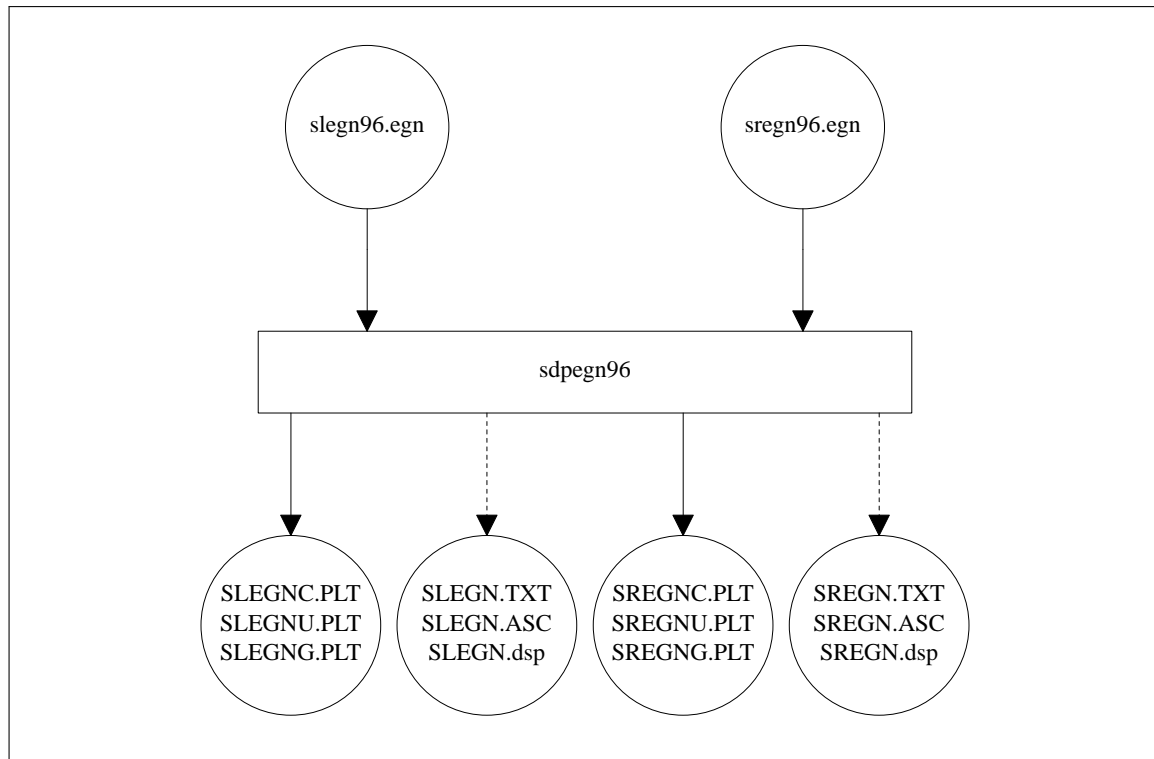 slegn96.egn
sregn96.egn
sdpegn96
SLEGNC.PLT
SLEGNU.PLT
SLEGNG.PLT
SLEGN.TXT
SLEGN.ASC
SLEGN.dsp
SREGNC.PLT
SREGNU.PLT
SREGNG.PLT
SREGN.TXT
SREGN.ASC
SREGN.dsp